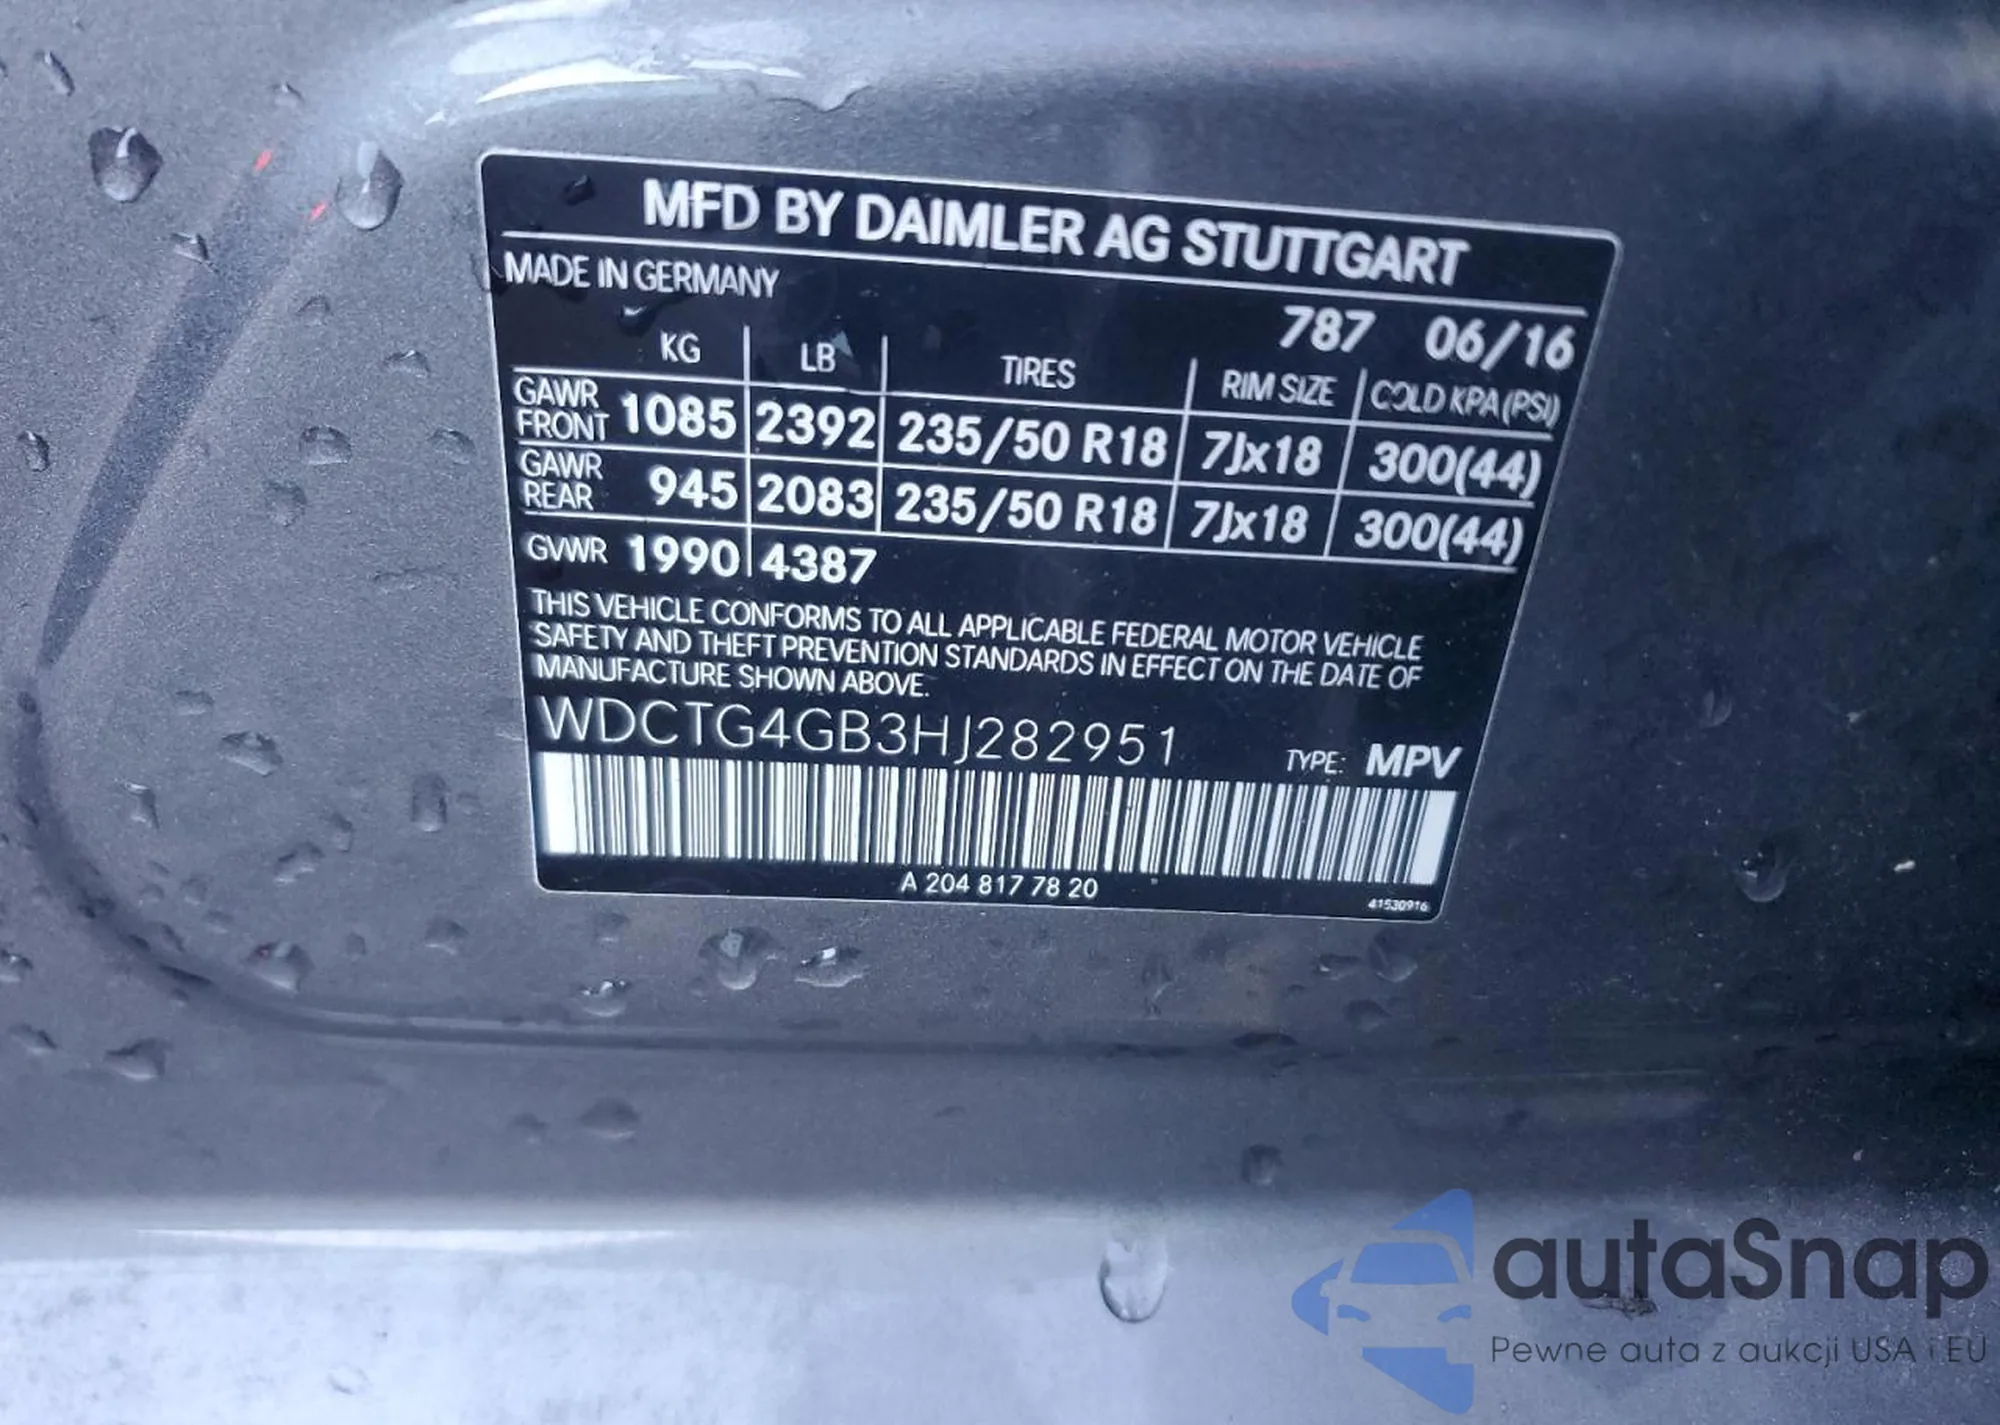 MFD BY DAIMLER AG STUTTGART
MADE IN GERMANY
787 06/16
KG LB TIRES RIM SIZE COLD KPA (PSI)
GAWR FRONT 1085 2392 235/50 R18 7Jx18 300(44)
GAWR REAR 945 2083 235/50 R18 7Jx18 300(44)
GVWR 1990 4387
THIS VEHICLE CONFORMS TO ALL APPLICABLE FEDERAL MOTOR VEHICLE
SAFETY AND THEFT PREVENTION STANDARDS IN EFFECT ON THE DATE OF
MANUFACTURE SHOWN ABOVE.
WDCTG4GB3HJ282951 TYPE: MPV
A 204 817 78 20
41530916
autaSnap
Pewne auta z aukcji USA i EU